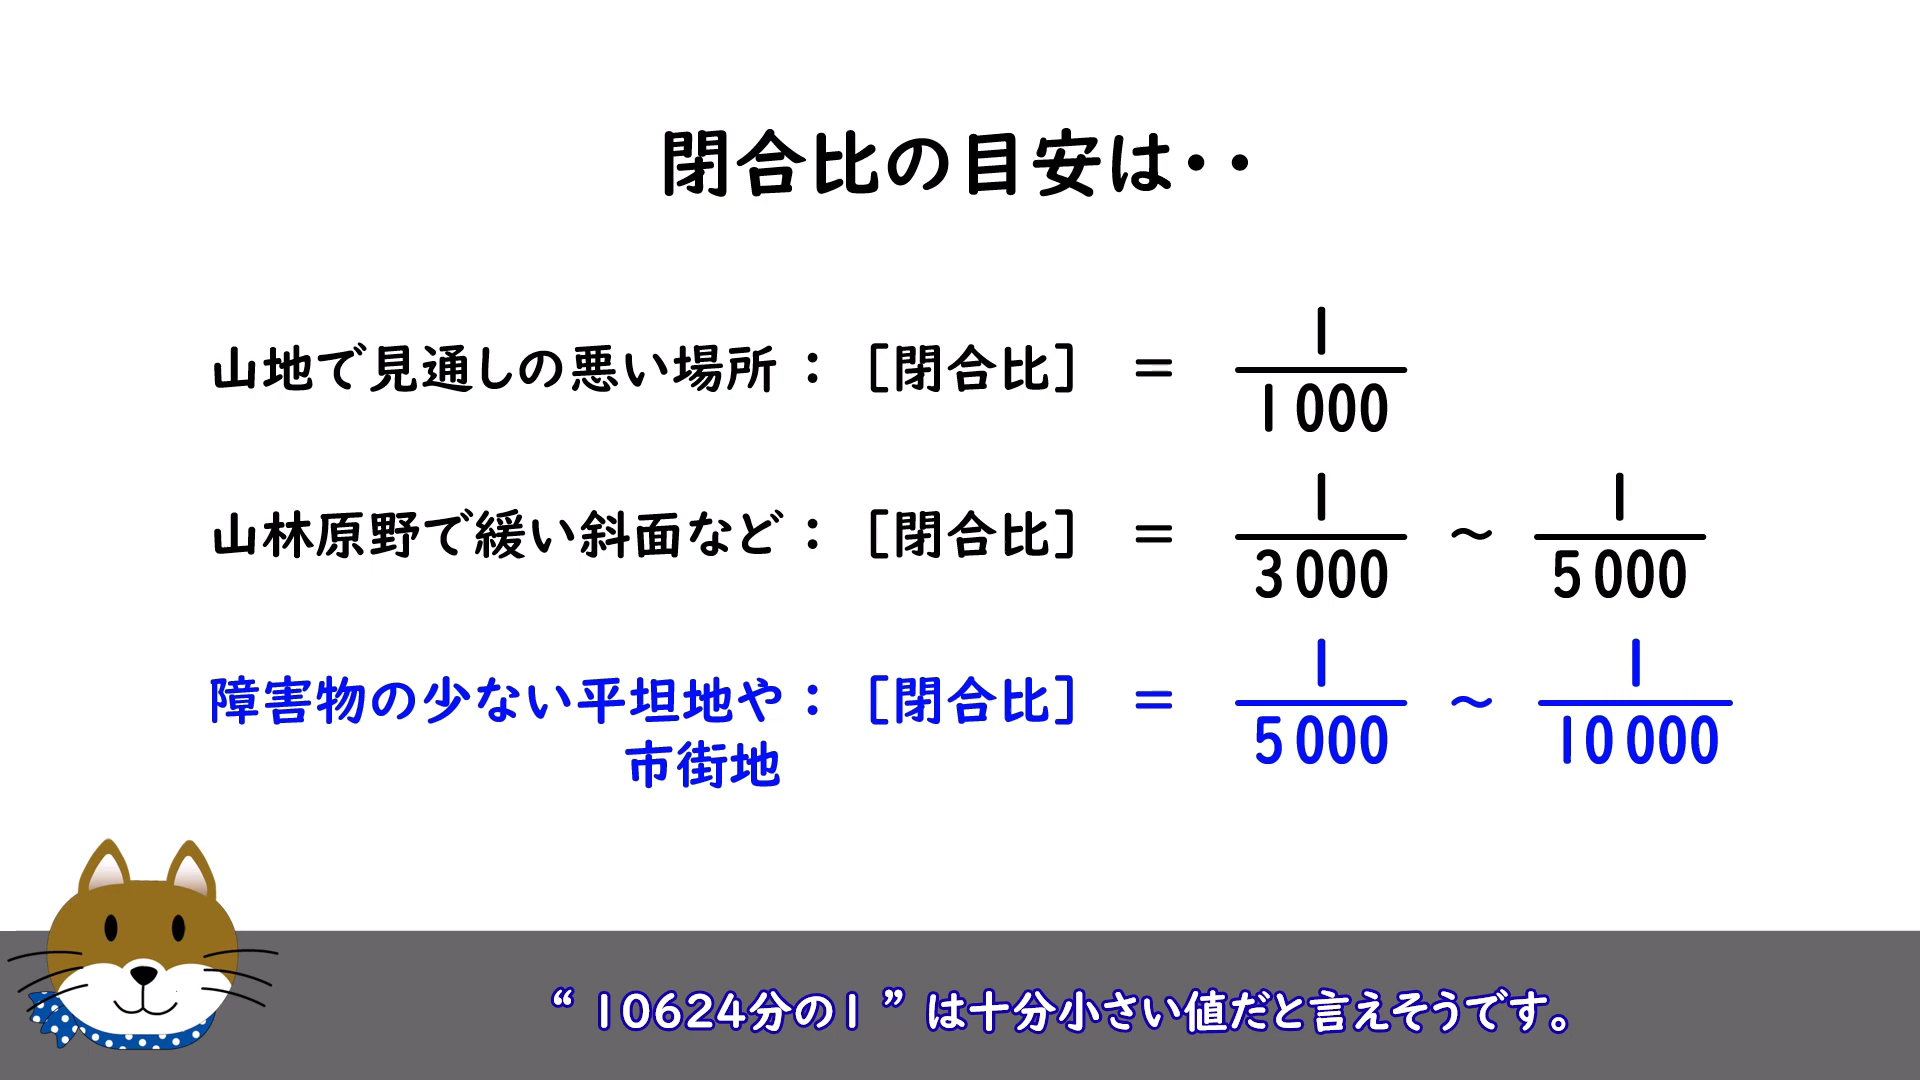 閉合比の目安は・・
山地で見通しの悪い場所 : [閉合比] = 1/1000
山林原野で緩い斜面など : [閉合比] = 1/3000 ～ 1/5000
障害物の少ない平坦地や : [閉合比] = 1/5000 ～ 1/10000
市街地
“ 10624分の1 ” は十分小さい値だと言えそうです。